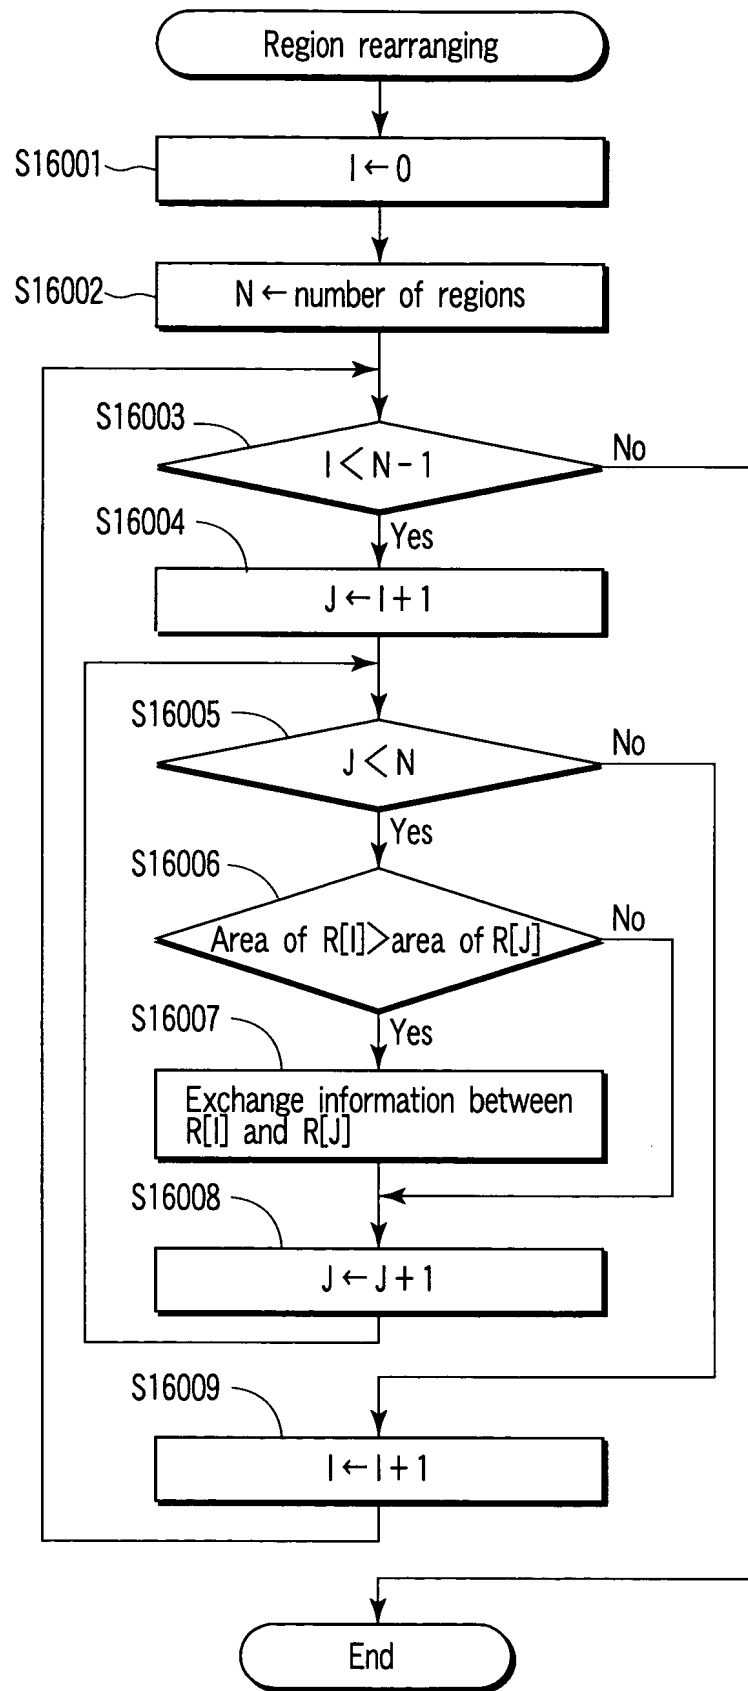 Region rearranging
S16001
I←0
S16002
N←number of regions
S16003
I<N-1
No
S16004
Yes
J←I+1
S16005
J<N
No
Yes
S16006
Area of R[I]>area of R[J]
No
S16007
Yes
Exchange information between
R[I] and R[J]
S16008
J←J+1
S16009
I←I+1
End